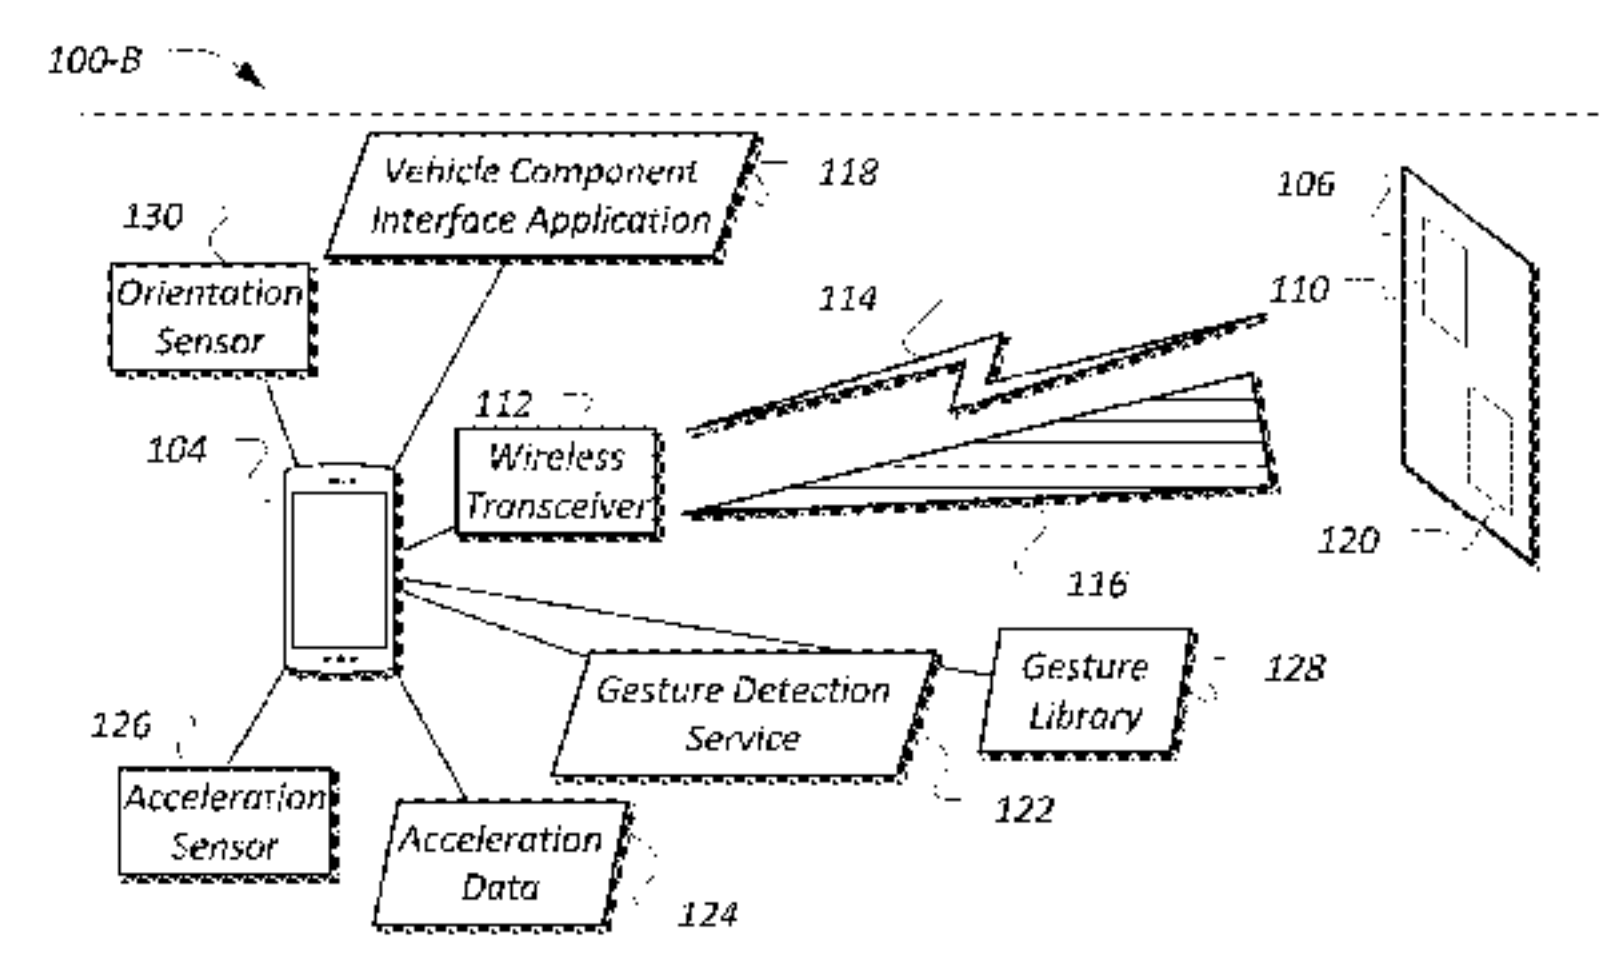 100-B
118
Vehicle Component
Interface Application
130
Orientation
Sensor
106
110
114
112
Wireless
Transceiver
104
120
116
Gesture Detection
Service
Gesture
Library
128
122
126
Acceleration
Sensor
Acceleration
Data
124